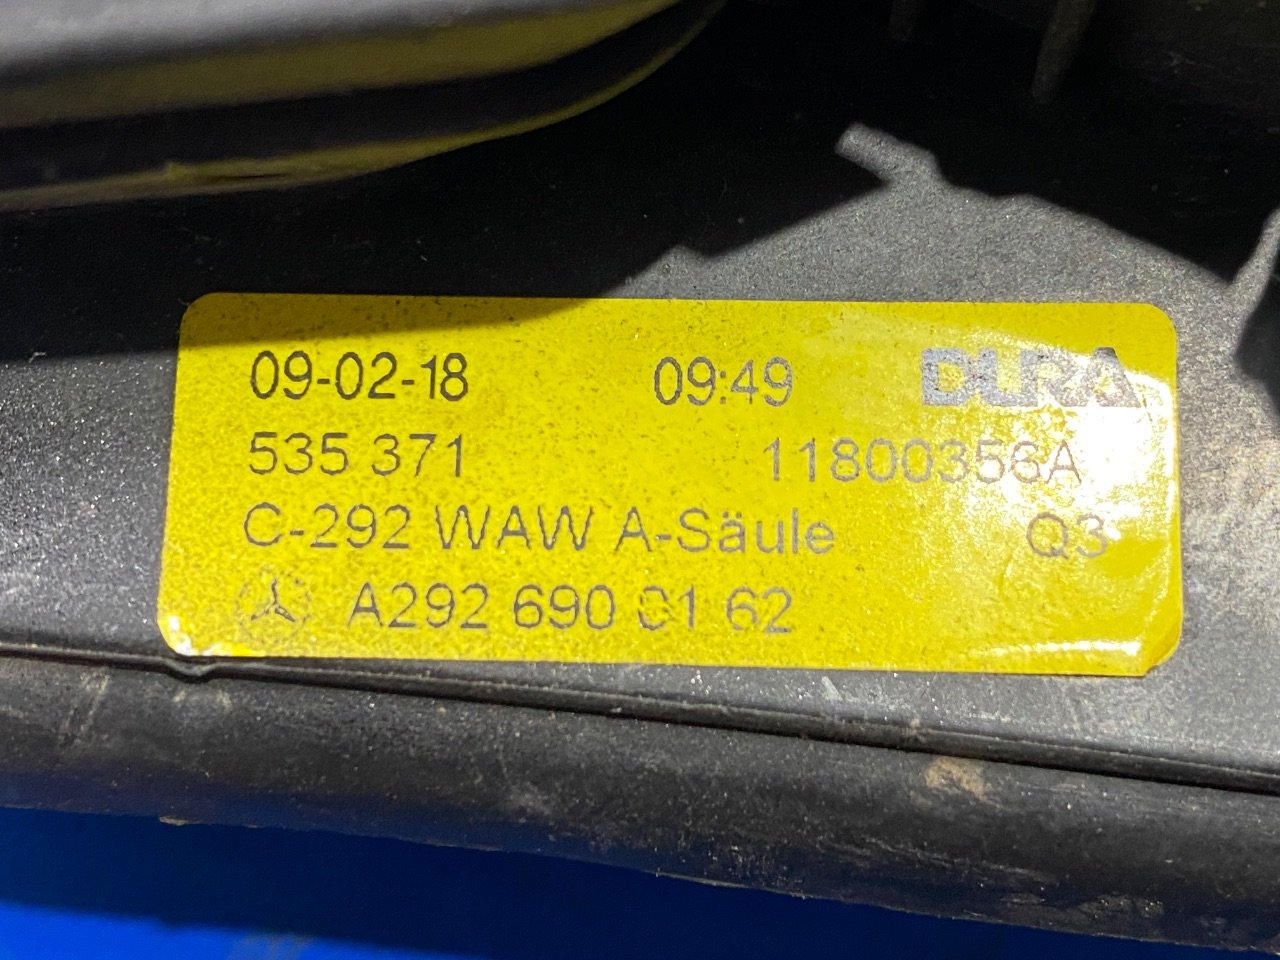 09-02-18 09:49 DURA
535 371 11800356A
C-292 WAW A-Säule Q3
A292 690 01 62